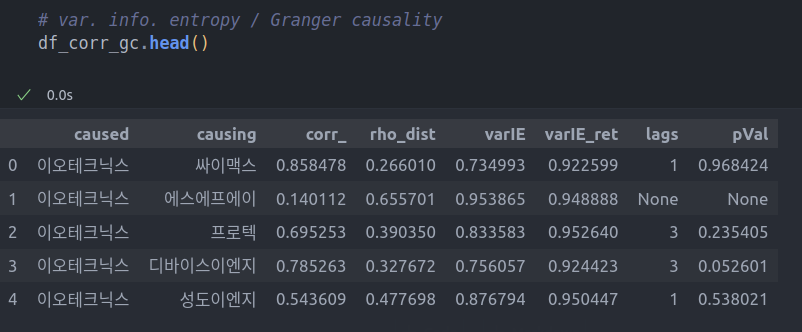 # var. info. entropy / Granger causality
df_corr_gc.head()
0.0s
caused causing corr_ rho_dist varIE varIE_ret lags pVal
0 이오테크닉스 싸이맥스 0.858478 0.266010 0.734993 0.922599 1 0.968424
1 이오테크닉스 에스에프에이 0.140112 0.655701 0.953865 0.948888 None None
2 이오테크닉스 프로텍 0.695253 0.390350 0.833583 0.952640 3 0.235405
3 이오테크닉스 디바이스이엔지 0.785263 0.327672 0.756057 0.924423 3 0.052601
4 이오테크닉스 성도이엔지 0.543609 0.477698 0.876794 0.950447 1 0.538021